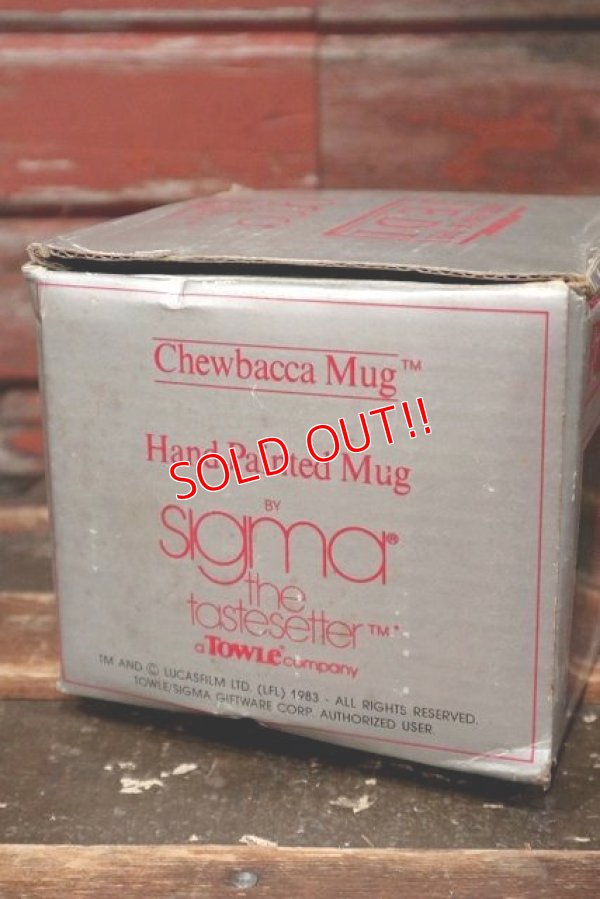 Chewbacca Mug™
Hand Painted Mug
SOLD OUT!!
BY
sigma®
the
tastesetter™
a TOWLE® company
TM AND © LUCASFILM LTD. (LFL) 1983 - ALL RIGHTS RESERVED.
TOWLE/SIGMA GIFTWARE CORP. AUTHORIZED USER.